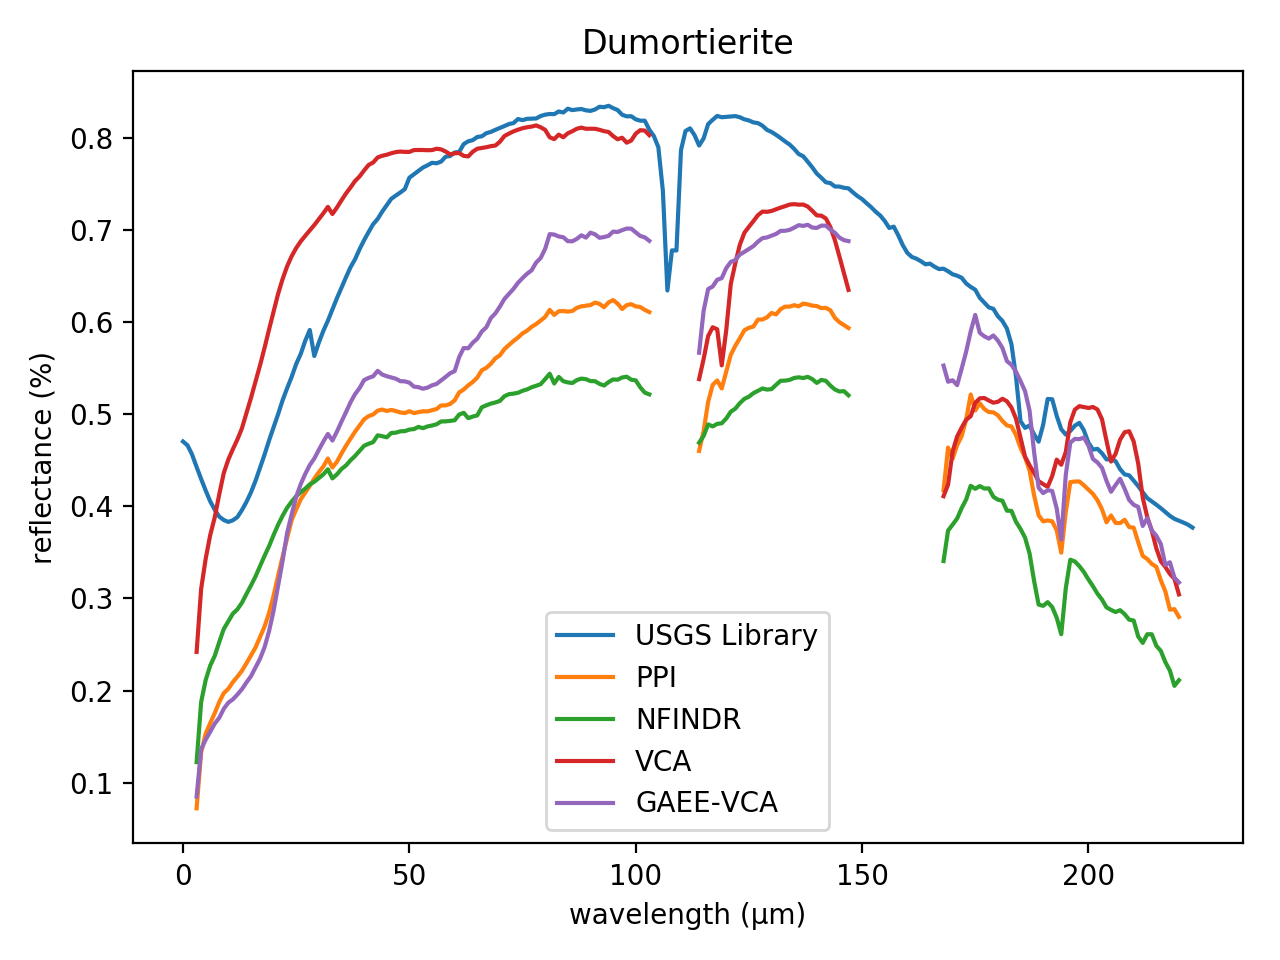 Dumortierite
reflectance (%)
0.8
0.7
0.6
0.5
0.4
0.3
0.2
0.1
USGS Library
PPI
NFINDR
VCA
GAEE-VCA
0 50 100 150 200
wavelength (μm)